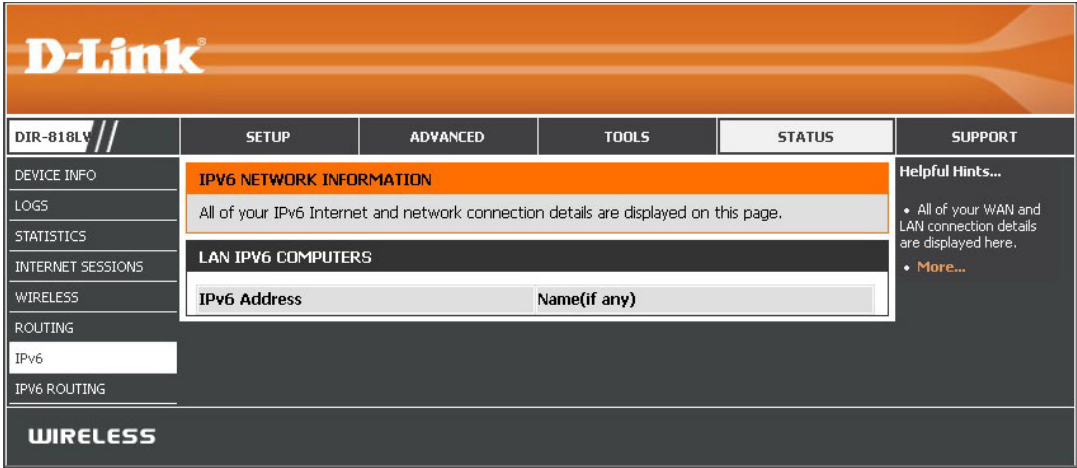 D-Link®
DIR-818LW
SETUP
ADVANCED
TOOLS
STATUS
SUPPORT
DEVICE INFO
LOGS
STATISTICS
INTERNET SESSIONS
WIRELESS
ROUTING
IPv6
IPV6 ROUTING
IPV6 NETWORK INFORMATION
All of your IPv6 Internet and network connection details are displayed on this page.
LAN IPV6 COMPUTERS
IPv6 Address
Name(if any)
Helpful Hints...
• All of your WAN and
LAN connection details
are displayed here.
• More...
WIRELESS